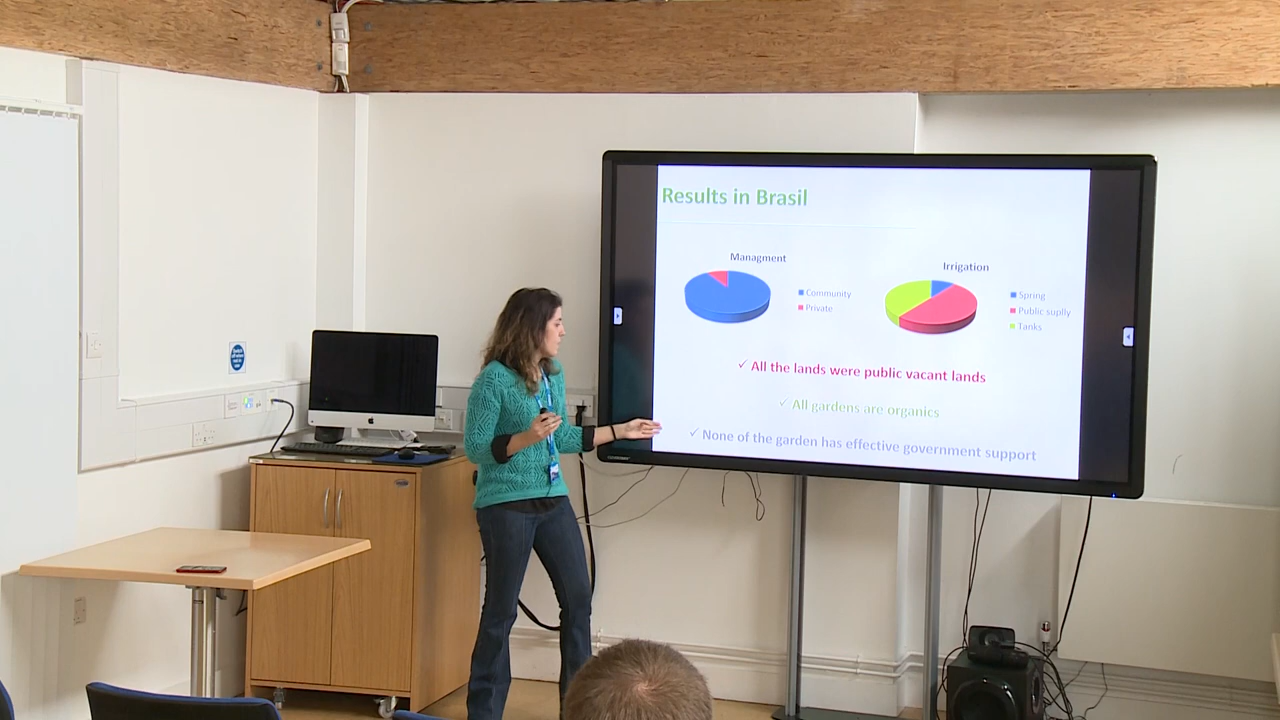 Results in Brasil
Managment
Community
Private
Irrigation
Spring
Public suplly
Tanks
✓ All the lands were public vacant lands
✓ All gardens are organics
✓ None of the garden has effective government support